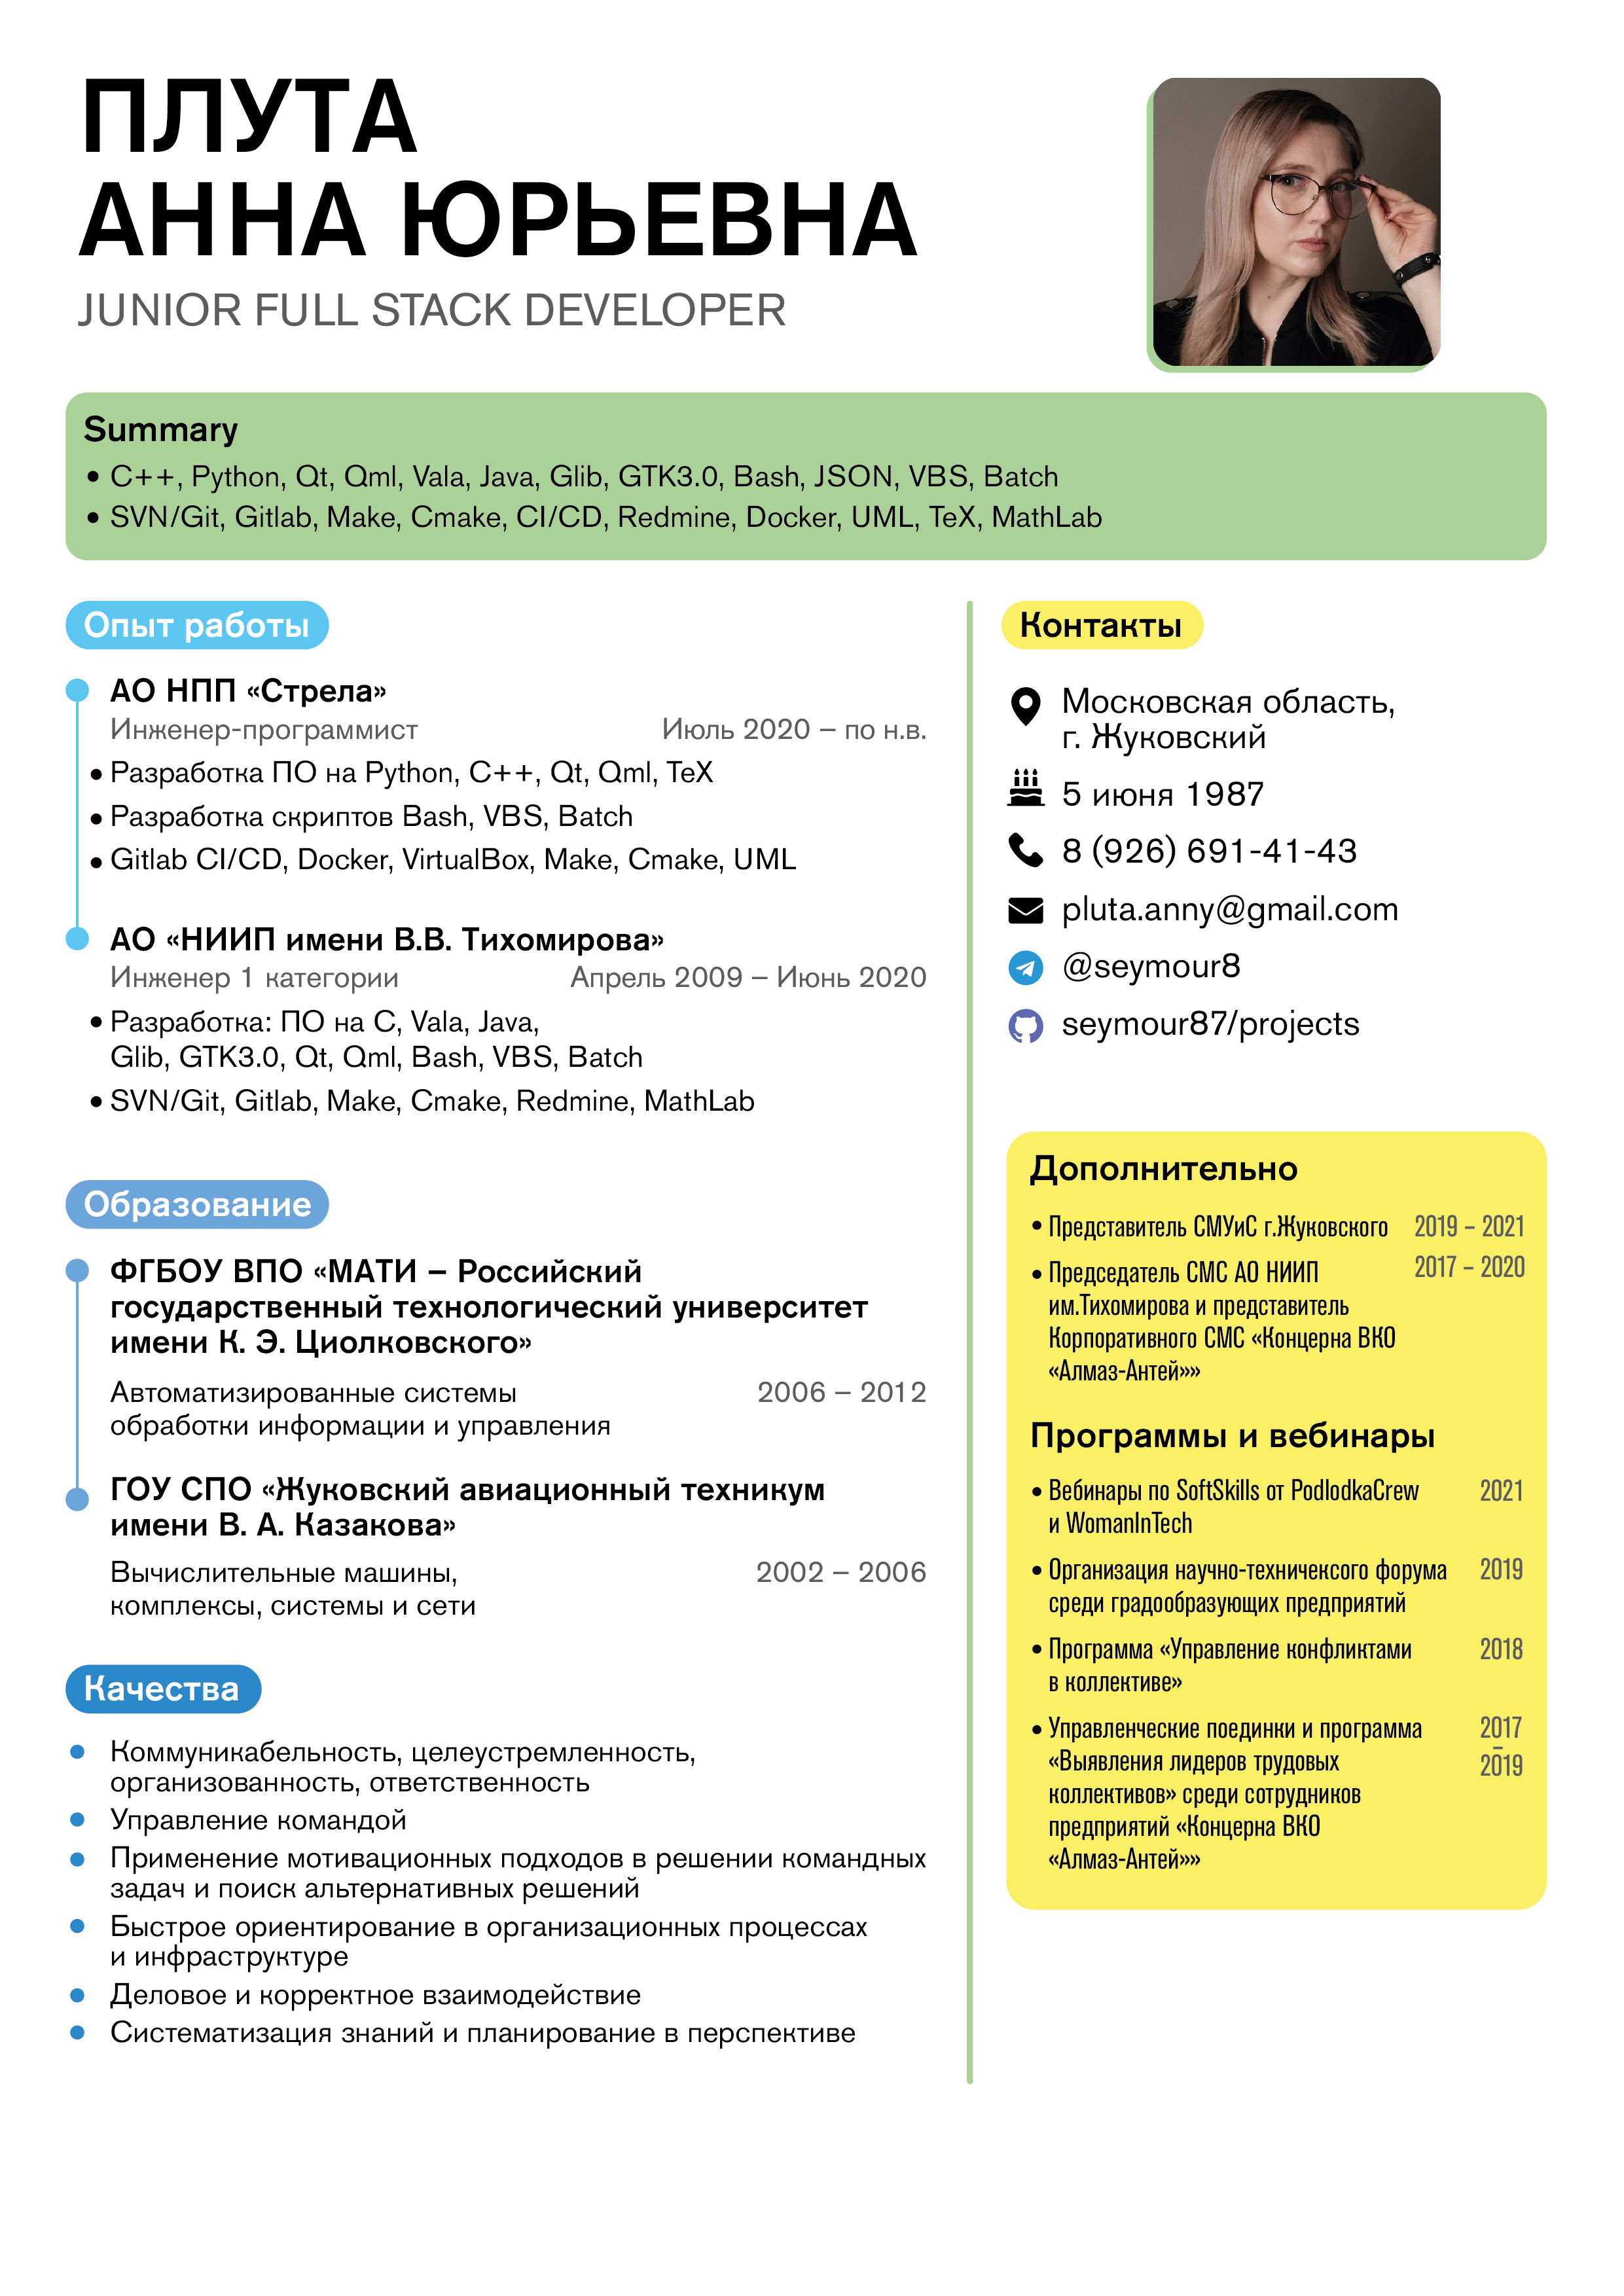 ПЛУТА
АННА ЮРЬЕВНА
JUNIOR FULL STACK DEVELOPER
Summary
• C++, Python, Qt, Qml, Vala, Java, Glib, GTK3.0, Bash, JSON, VBS, Batch
• SVN/Git, Gitlab, Make, Cmake, CI/CD, Redmine, Docker, UML, TeX, MathLab
Опыт работы
АО НПП «Стрела»
Инженер-программист Июль 2020 – по н.в.
• Разработка ПО на Python, C++, Qt, Qml, TeX
• Разработка скриптов Bash, VBS, Batch
• Gitlab CI/CD, Docker, VirtualBox, Make, Cmake, UML
АО «НИИП имени В.В. Тихомирова»
Инженер 1 категории Апрель 2009 – Июнь 2020
• Разработка: ПО на C, Vala, Java,
Glib, GTK3.0, Qt, Qml, Bash, VBS, Batch
• SVN/Git, Gitlab, Make, Cmake, Redmine, MathLab
Образование
ФГБОУ ВПО «МАТИ – Российский
государственный технологический университет
имени К. Э. Циолковского»
Автоматизированные системы 2006 – 2012
обработки информации и управления
ГОУ СПО «Жуковский авиационный техникум
имени В. А. Казакова»
Вычислительные машины, 2002 – 2006
комплексы, системы и сети
Качества
• Коммуникабельность, целеустремленность,
организованность, ответственность
• Управление командой
• Применение мотивационных подходов в решении командных
задач и поиск альтернативных решений
• Быстрое ориентирование в организационных процессах
и инфраструктуре
• Деловое и корректное взаимодействие
• Систематизация знаний и планирование в перспективе
Контакты
Московская область,
г. Жуковский
5 июня 1987
8 (926) 691-41-43
pluta.anny@gmail.com
@seymour8
seymour87/projects
Дополнительно
• Представитель СМУиС г.Жуковского 2019 – 2021
• Председатель СМС АО НИИП 2017 – 2020
им.Тихомирова и представитель
Корпоративного СМС «Концерна ВКО
«Алмаз-Антей»»
Программы и вебинары
• Вебинары по SoftSkills от PodlodkaCrew 2021
и WomanInTech
• Организация научно-техничексого форума 2019
среди градообразующих предприятий
• Программа «Управление конфликтами 2018
в коллективе»
• Управленческие поединки и программа 2017
«Выявления лидеров трудовых – 2019
коллективов» среди сотрудников
предприятий «Концерна ВКО
«Алмаз-Антей»»